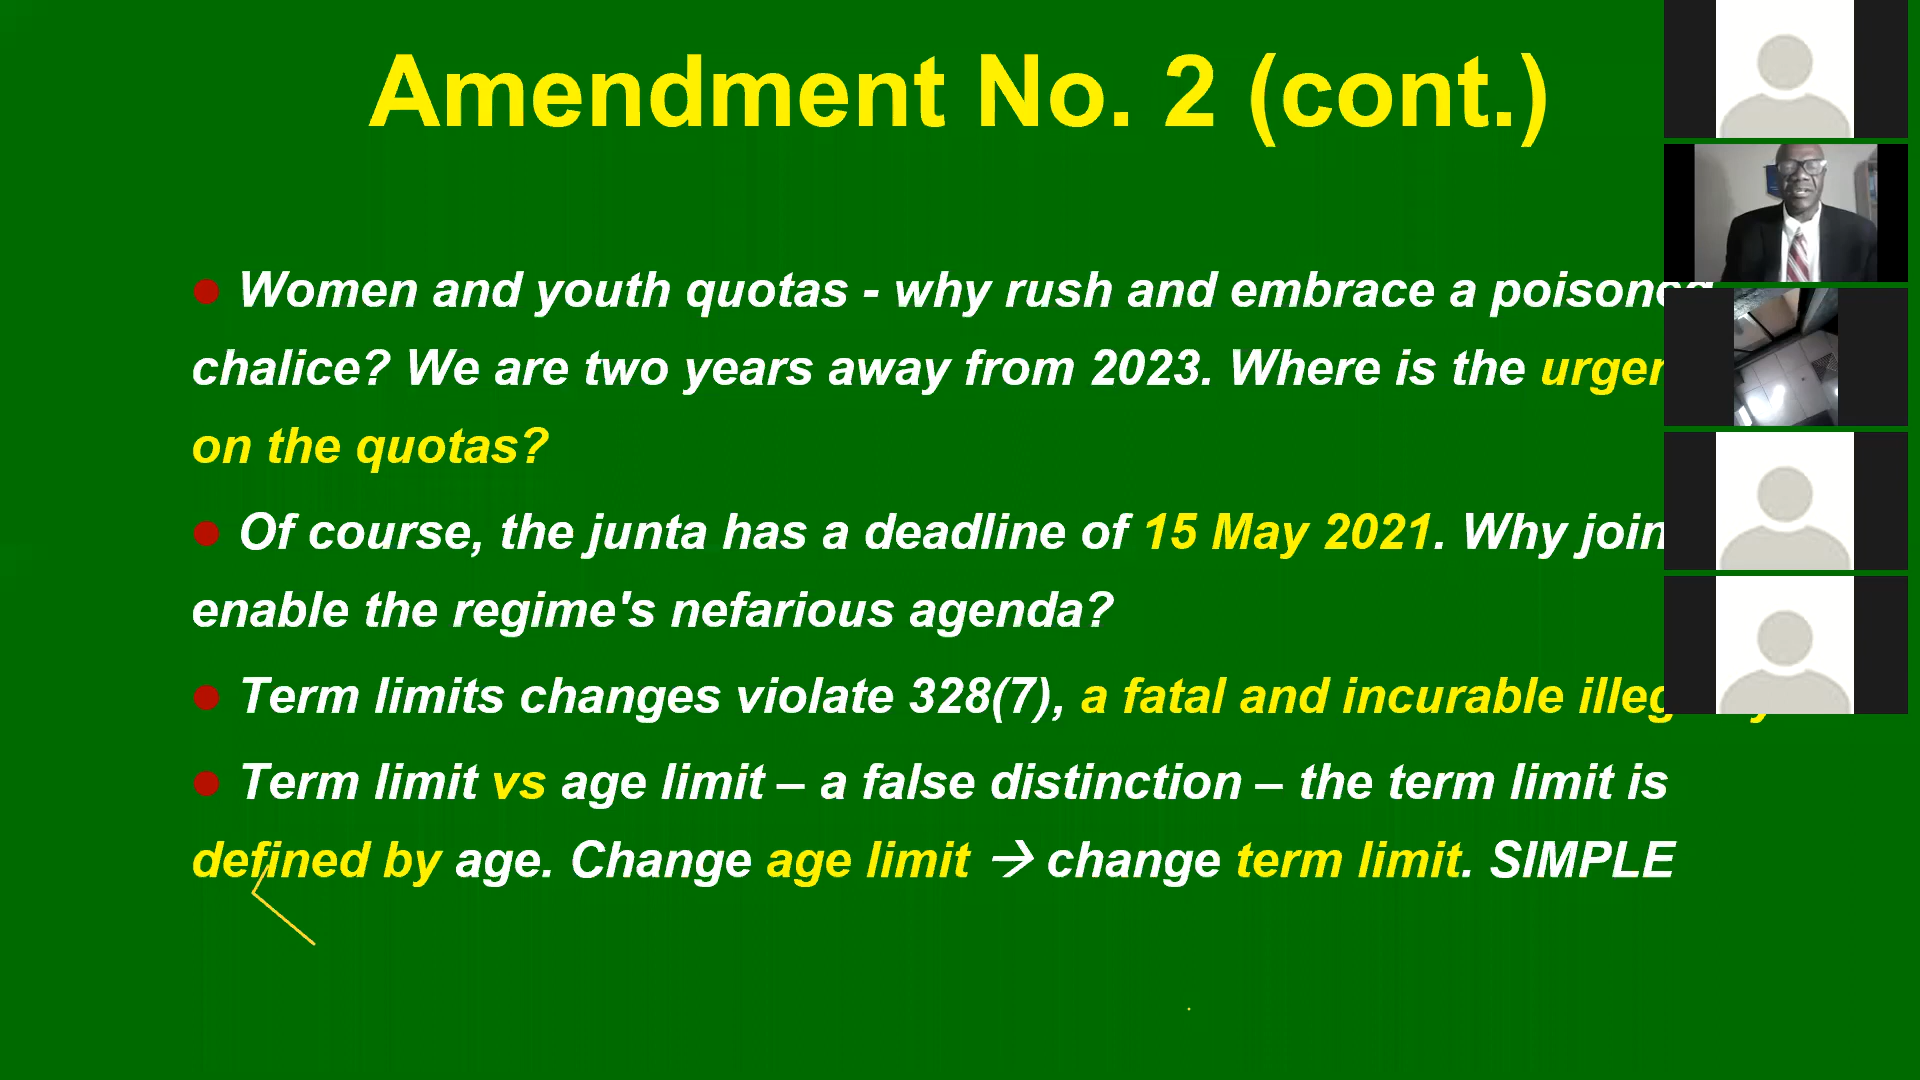 Amendment No. 2 (cont.)
● Women and youth quotas - why rush and embrace a poisoned
chalice? We are two years away from 2023. Where is the
on the quotas?
● Of course, the junta has a deadline of 15 May 2021. Why join
enable the regime's nefarious agenda?
● Term limits changes violate 328(7), a fatal and incurable
● Term limit vs age limit – a false distinction – the term limit is
defined by age. Change age limit → change term limit. SIMPLE